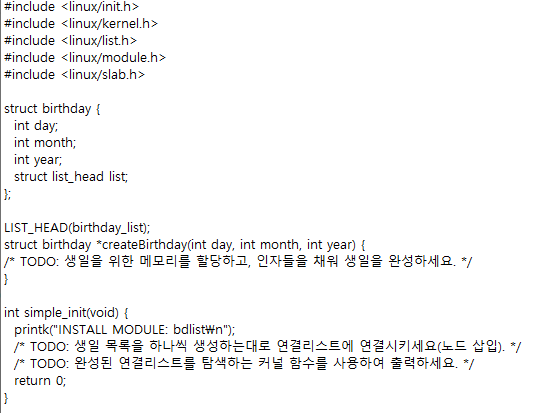 #include <linux/init.h>
#include <linux/kernel.h>
#include <linux/list.h>
#include <linux/module.h>
#include <linux/slab.h>

struct birthday {
  int day;
  int month;
  int year;
  struct list_head list;
};

LIST_HEAD(birthday_list);
struct birthday *createBirthday(int day, int month, int year) {
/* TODO: 생일을 위한 메모리를 할당하고, 인자들을 채워 생일을 완성하세요. */
}

int simple_init(void) {
  printk("INSTALL MODULE: bdlist₩n");
  /* TODO: 생일 목록을 하나씩 생성하는대로 연결리스트에 연결시키세요(노드 삽입). */
  /* TODO: 완성된 연결리스트를 탐색하는 커널 함수를 사용하여 출력하세요. */
  return 0;
}